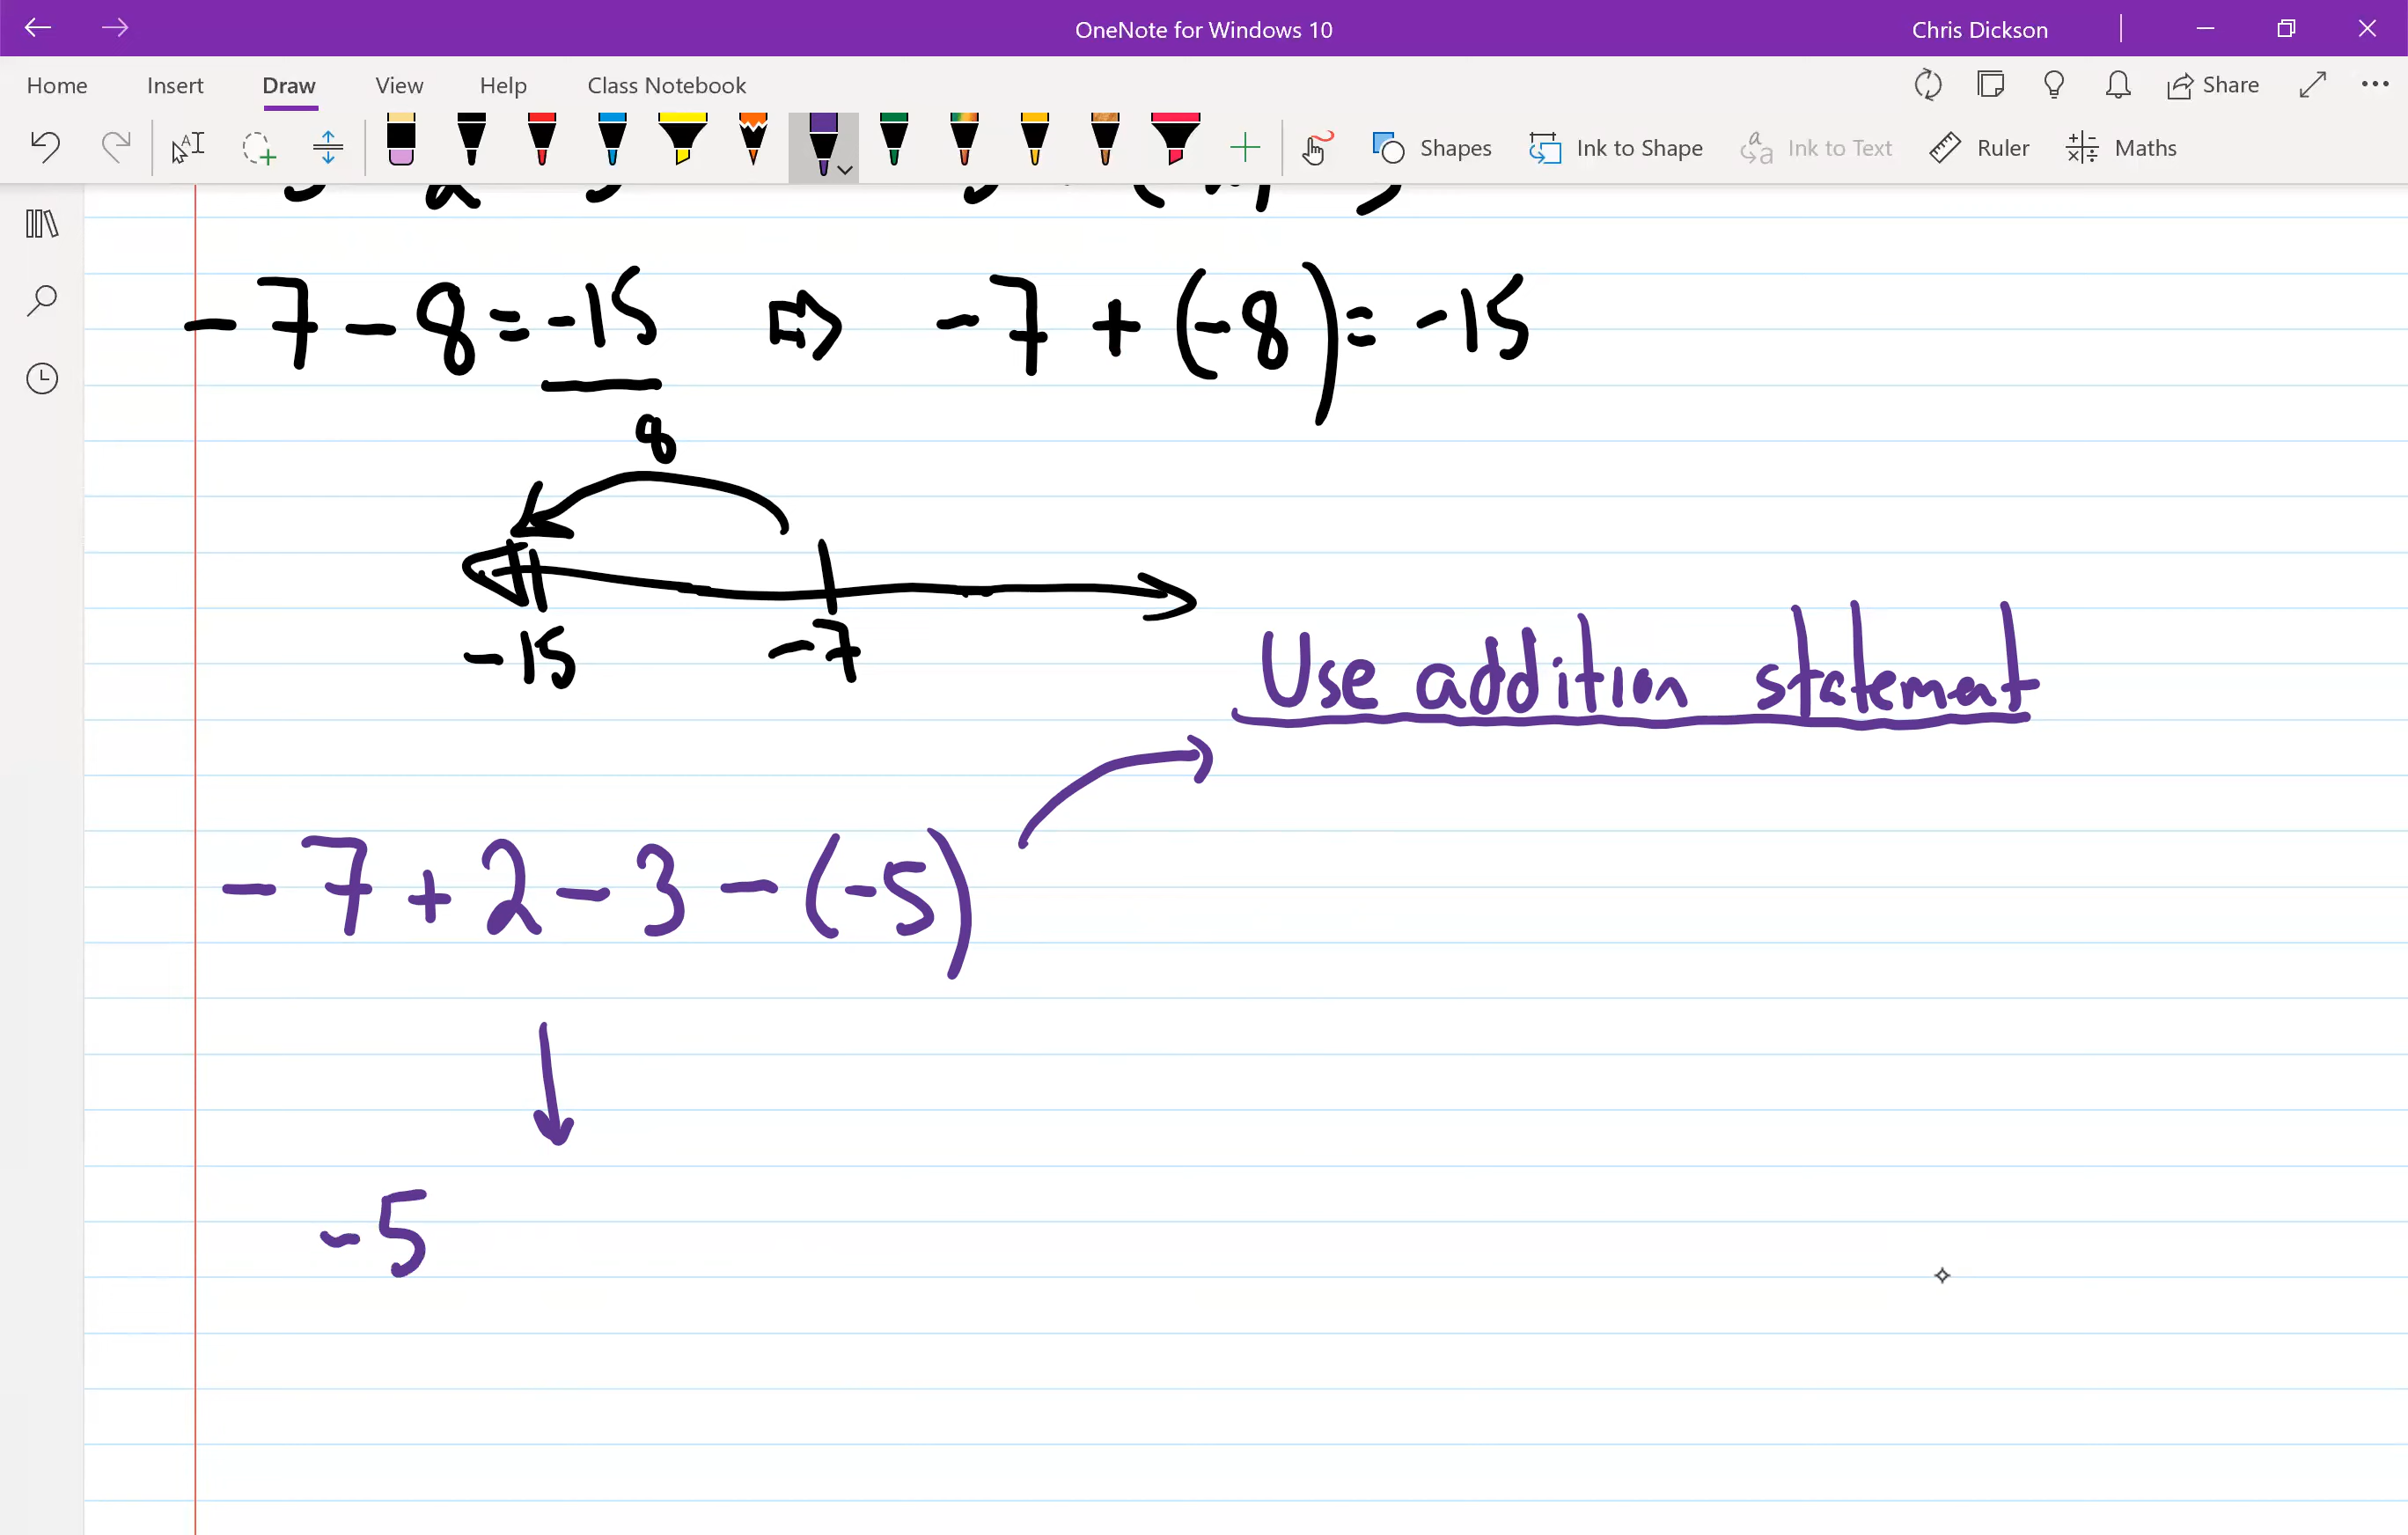 OneNote for Windows 10 Chris Dickson
Home Insert Draw View Help Class Notebook Share
Shapes Ink to Shape Ink to Text Ruler Maths
-7-8=-15 ⇨ -7+(-8)=-15
8
-15 -7
Use addition statement
-7+2-3-(-5)
-5